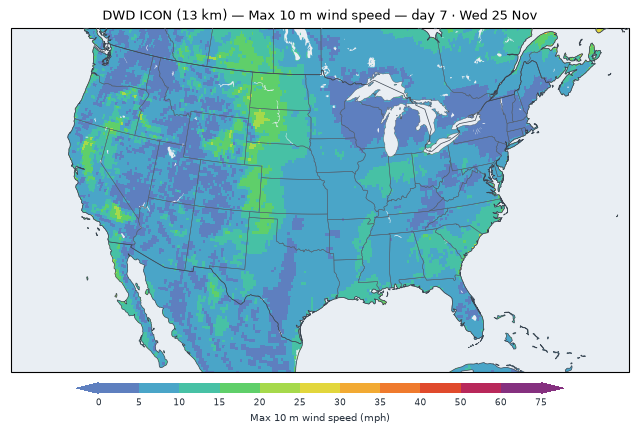 DWD ICON (13 km) — Max 10 m wind speed — day 7 · Wed 25 Nov
0 5 10 15 20 25 30 35 40 50 60 75
Max 10 m wind speed (mph)